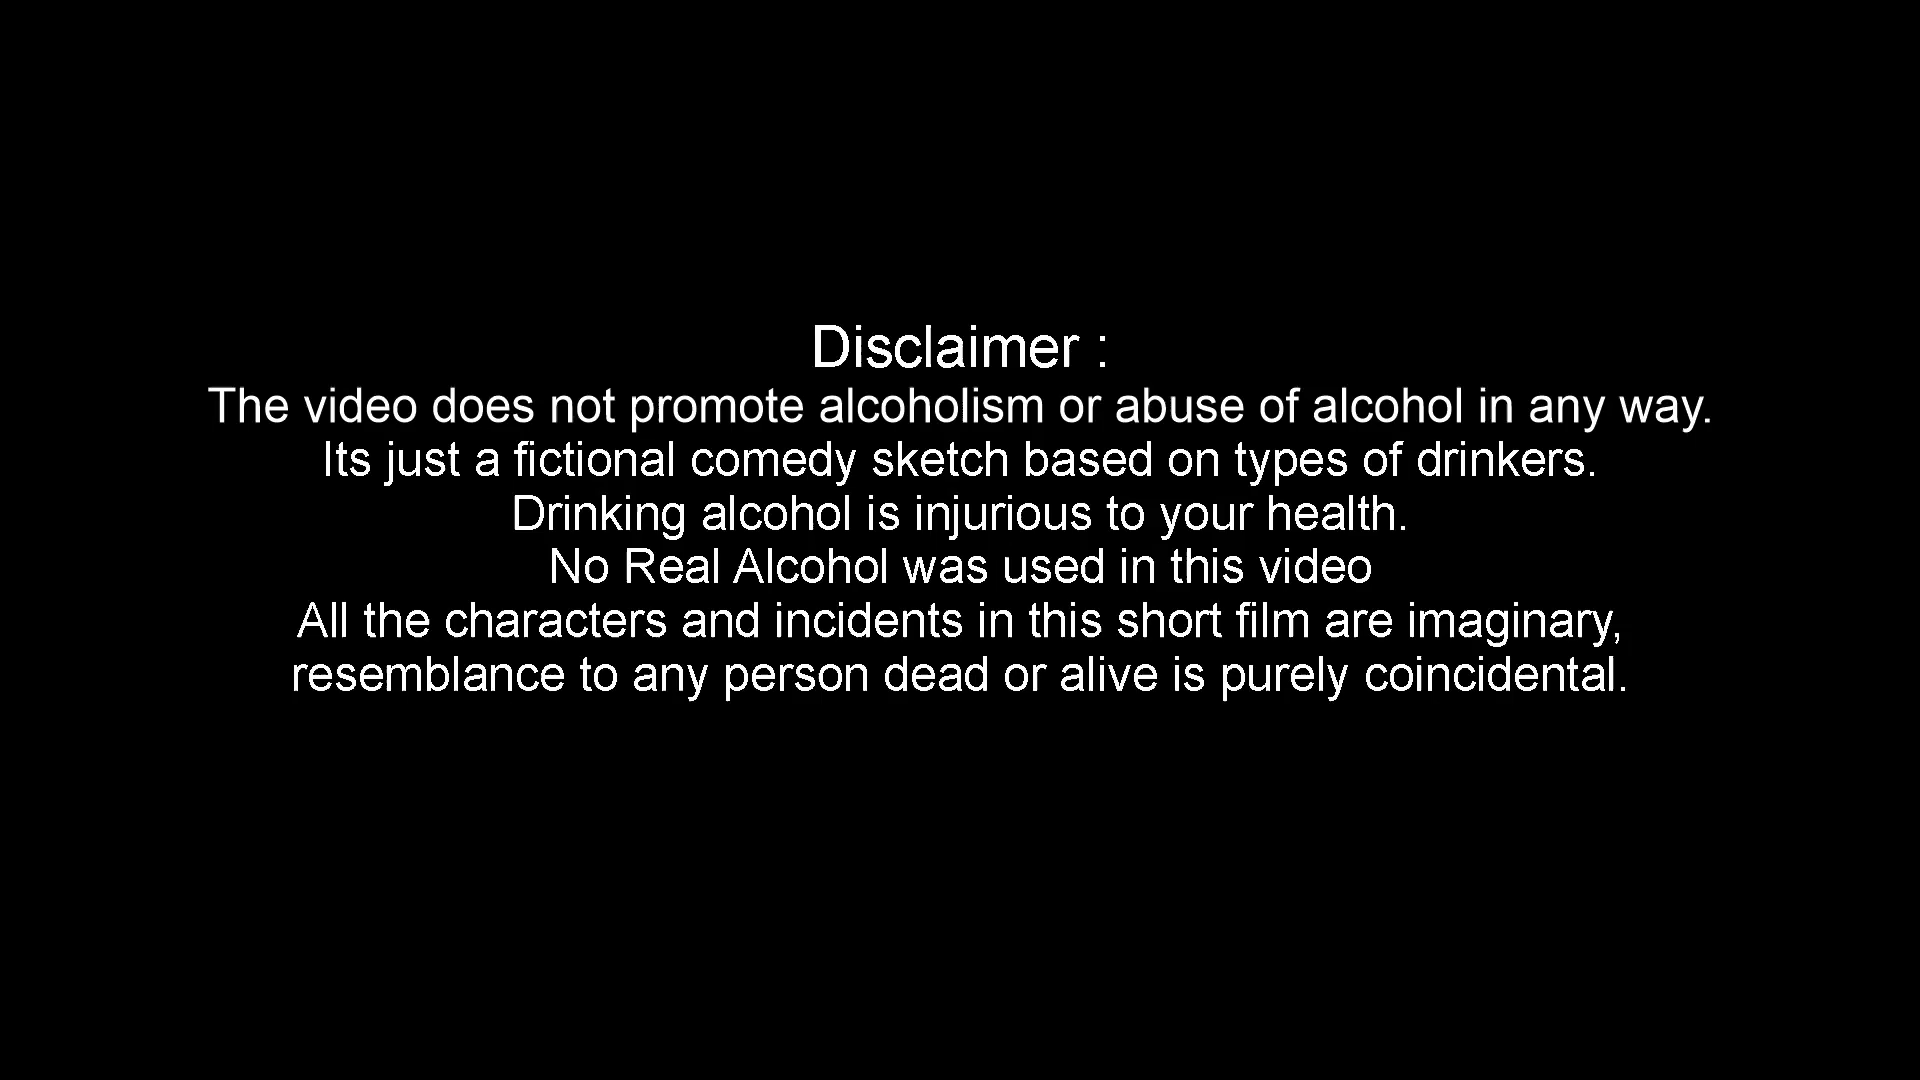 Disclaimer :
The video does not promote alcoholism or abuse of alcohol in any way.
Its just a fictional comedy sketch based on types of drinkers.
Drinking alcohol is injurious to your health.
No Real Alcohol was used in this video
All the characters and incidents in this short film are imaginary,
resemblance to any person dead or alive is purely coincidental.